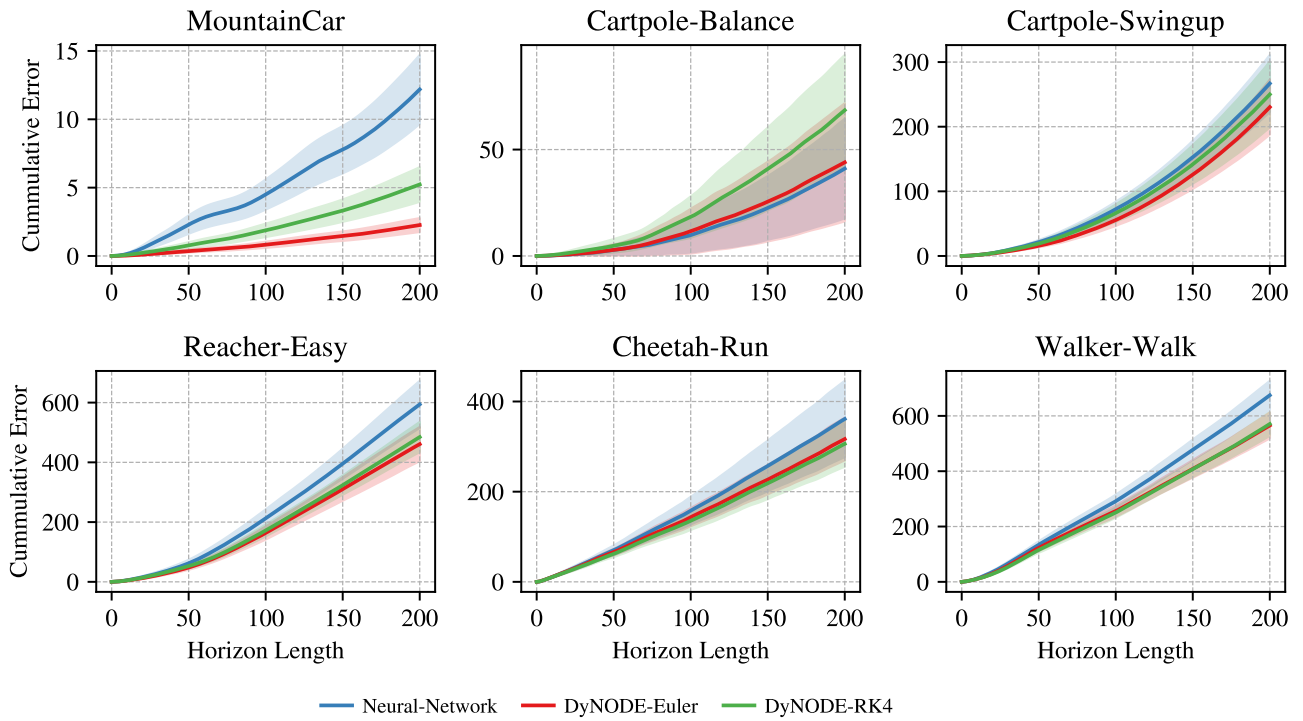 MountainCar
Cartpole-Balance
Cartpole-Swingup
Cummulative Error
15
10
5
0
0 50 100 150 200
50
0
0 50 100 150 200
300
200
100
0
0 50 100 150 200
Reacher-Easy
Cheetah-Run
Walker-Walk
Cummulative Error
600
400
200
0
0 50 100 150 200
Horizon Length
400
200
0
0 50 100 150 200
Horizon Length
600
400
200
0
0 50 100 150 200
Horizon Length
Neural-Network DyNODE-Euler DyNODE-RK4